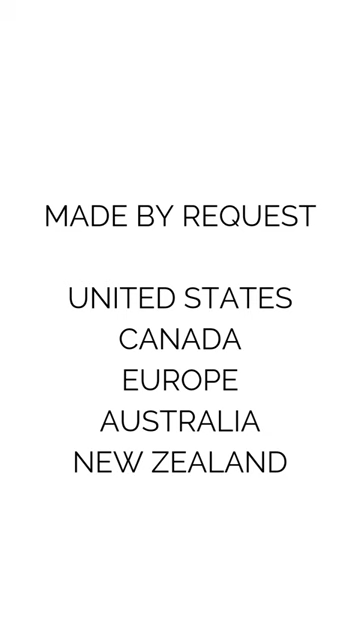 MADE BY REQUEST
UNITED STATES
CANADA
EUROPE
AUSTRALIA
NEW ZEALAND